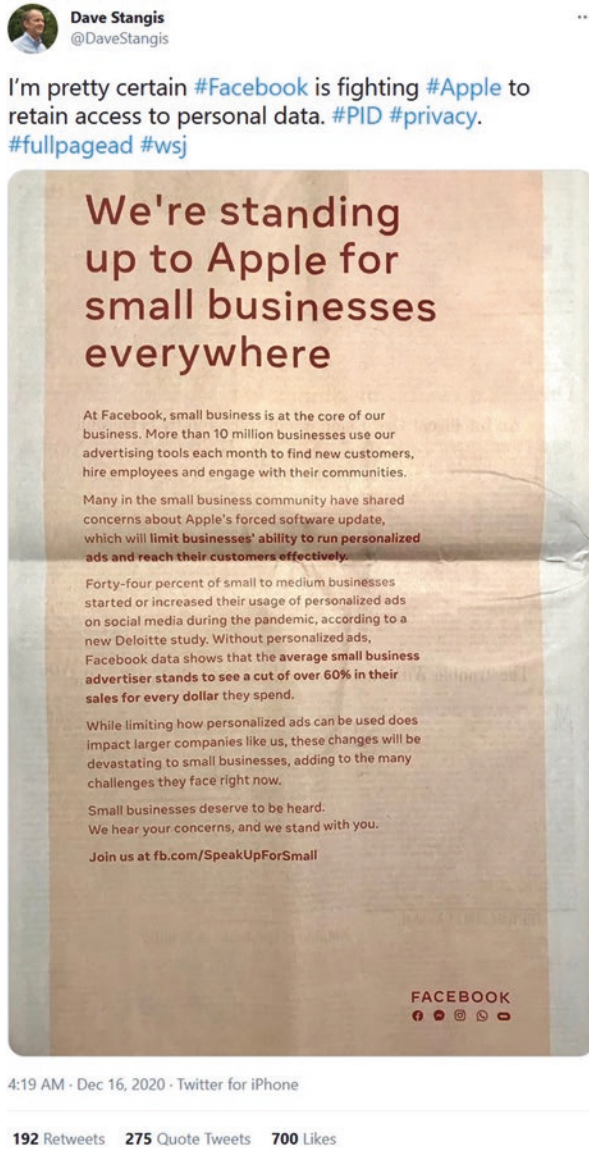 Dave Stangis
@DaveStangis
I'm pretty certain #Facebook is fighting #Apple to
retain access to personal data. #PID #privacy.
#fullpagead #wsj
We're standing
up to Apple for
small businesses
everywhere
At Facebook, small business is at the core of our
business. More than 10 million businesses use our
advertising tools each month to find new customers,
hire employees and engage with their communities.
Many in the small business community have shared
concerns about Apple's forced software update,
which will limit businesses' ability to run personalized
ads and reach their customers effectively.
Forty-four percent of small to medium businesses
started or increased their usage of personalized ads
on social media during the pandemic, according to a
new Deloitte study. Without personalized ads,
Facebook data shows that the average small business
advertiser stands to see a cut of over 60% in their
sales for every dollar they spend.
While limiting how personalized ads can be used does
impact larger companies like us, these changes will be
devastating to small businesses, adding to the many
challenges they face right now.
Small businesses deserve to be heard.
We hear your concerns, and we stand with you.
Join us at fb.com/SpeakUpForSmall
FACEBOOK
4:19 AM · Dec 16, 2020 · Twitter for iPhone
192 Retweets 275 Quote Tweets 700 Likes